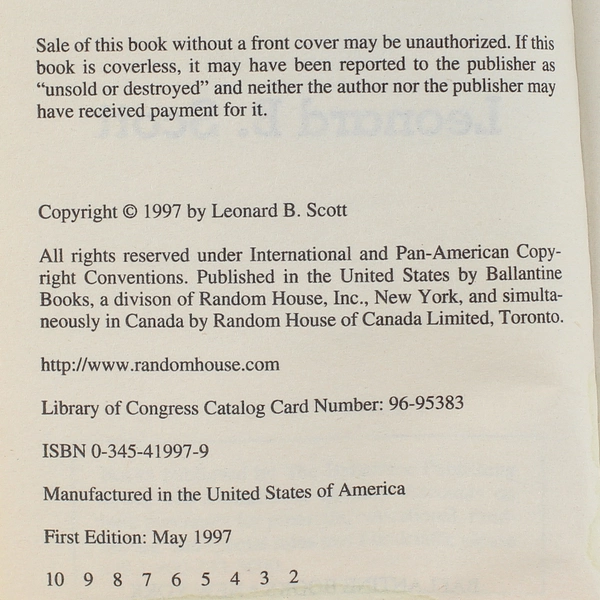 Sale of this book without a front cover may be unauthorized. If this
book is coverless, it may have been reported to the publisher as
“unsold or destroyed” and neither the author nor the publisher may
have received payment for it.
Copyright © 1997 by Leonard B. Scott
All rights reserved under International and Pan-American Copy-
right Conventions. Published in the United States by Ballantine
Books, a divison of Random House, Inc., New York, and simulta-
neously in Canada by Random House of Canada Limited, Toronto.
http://www.randomhouse.com
Library of Congress Catalog Card Number: 96-95383
ISBN 0-345-41997-9
Manufactured in the United States of America
First Edition: May 1997
10 9 8 7 6 5 4 3 2